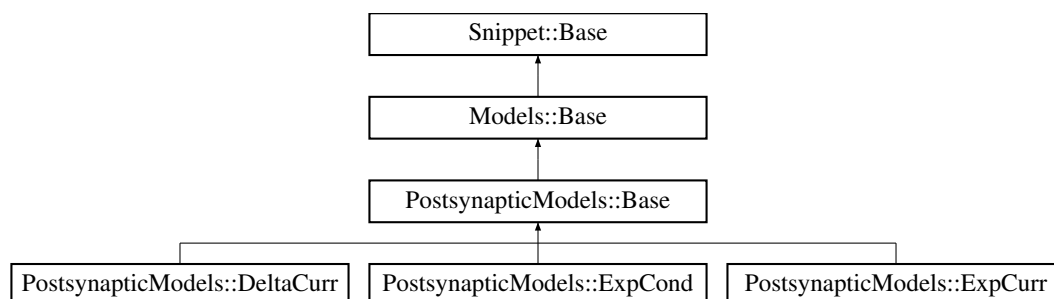 Snippet::Base
Models::Base
PostsynapticModels::Base
PostsynapticModels::DeltaCurr PostsynapticModels::ExpCond PostsynapticModels::ExpCurr